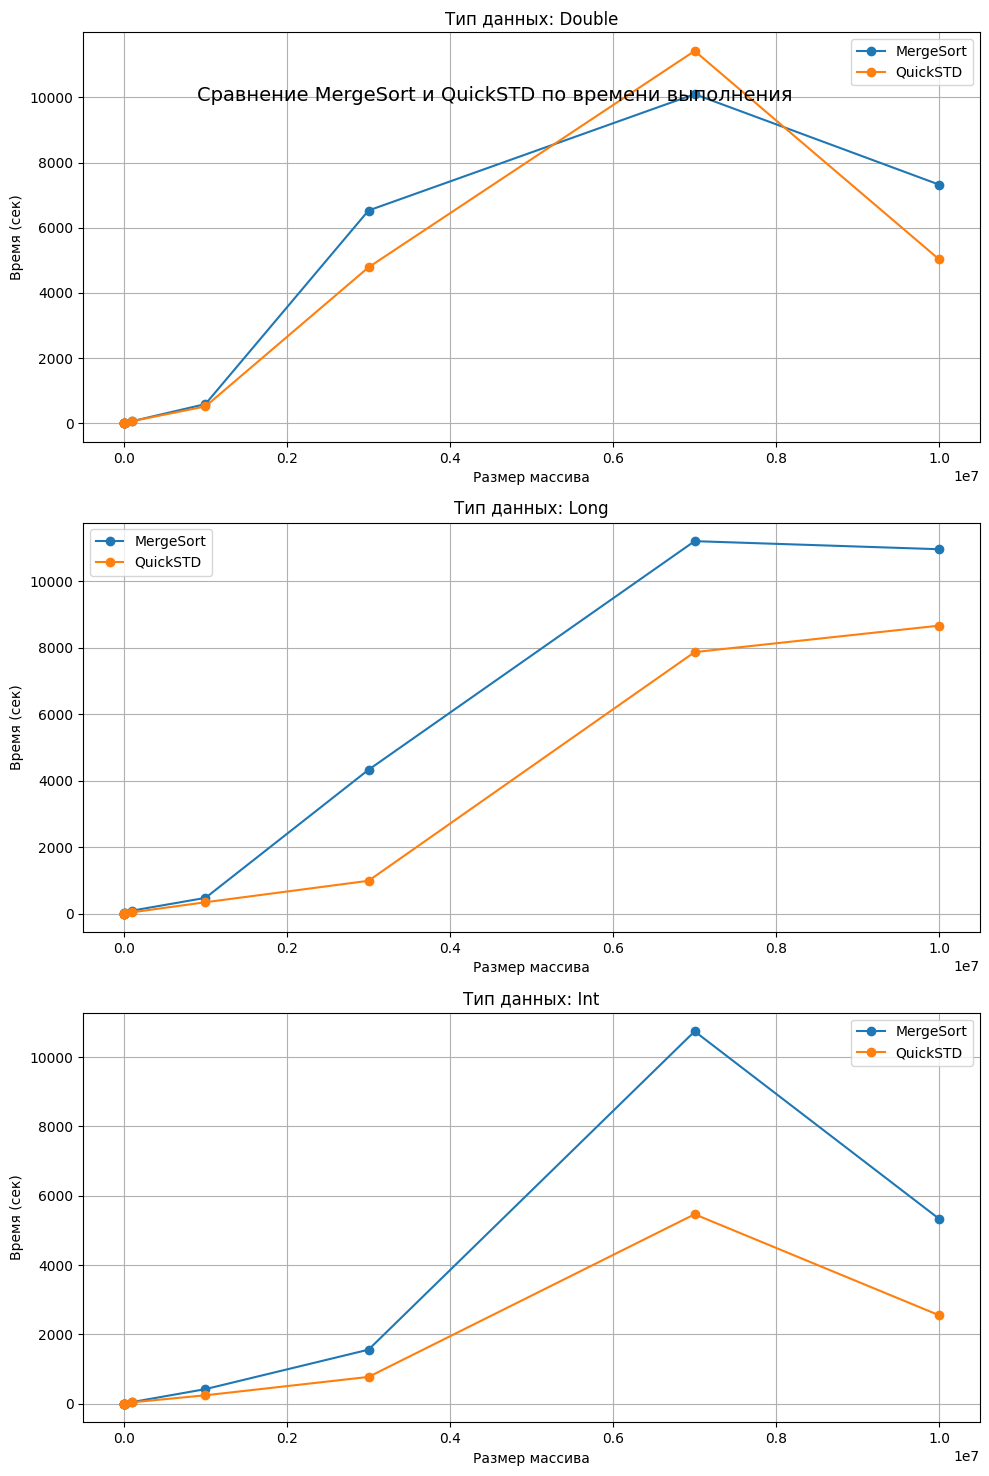 Тип данных: Double
MergeSort
QuickSTD
Сравнение MergeSort и QuickSTD по времени выполнения
Время (сек)
10000
8000
6000
4000
2000
0
0.0 0.2 0.4 0.6 0.8 1.0
1e7
Размер массива
Тип данных: Long
MergeSort
QuickSTD
Время (сек)
10000
8000
6000
4000
2000
0
0.0 0.2 0.4 0.6 0.8 1.0
1e7
Размер массива
Тип данных: Int
MergeSort
QuickSTD
Время (сек)
10000
8000
6000
4000
2000
0
0.0 0.2 0.4 0.6 0.8 1.0
1e7
Размер массива